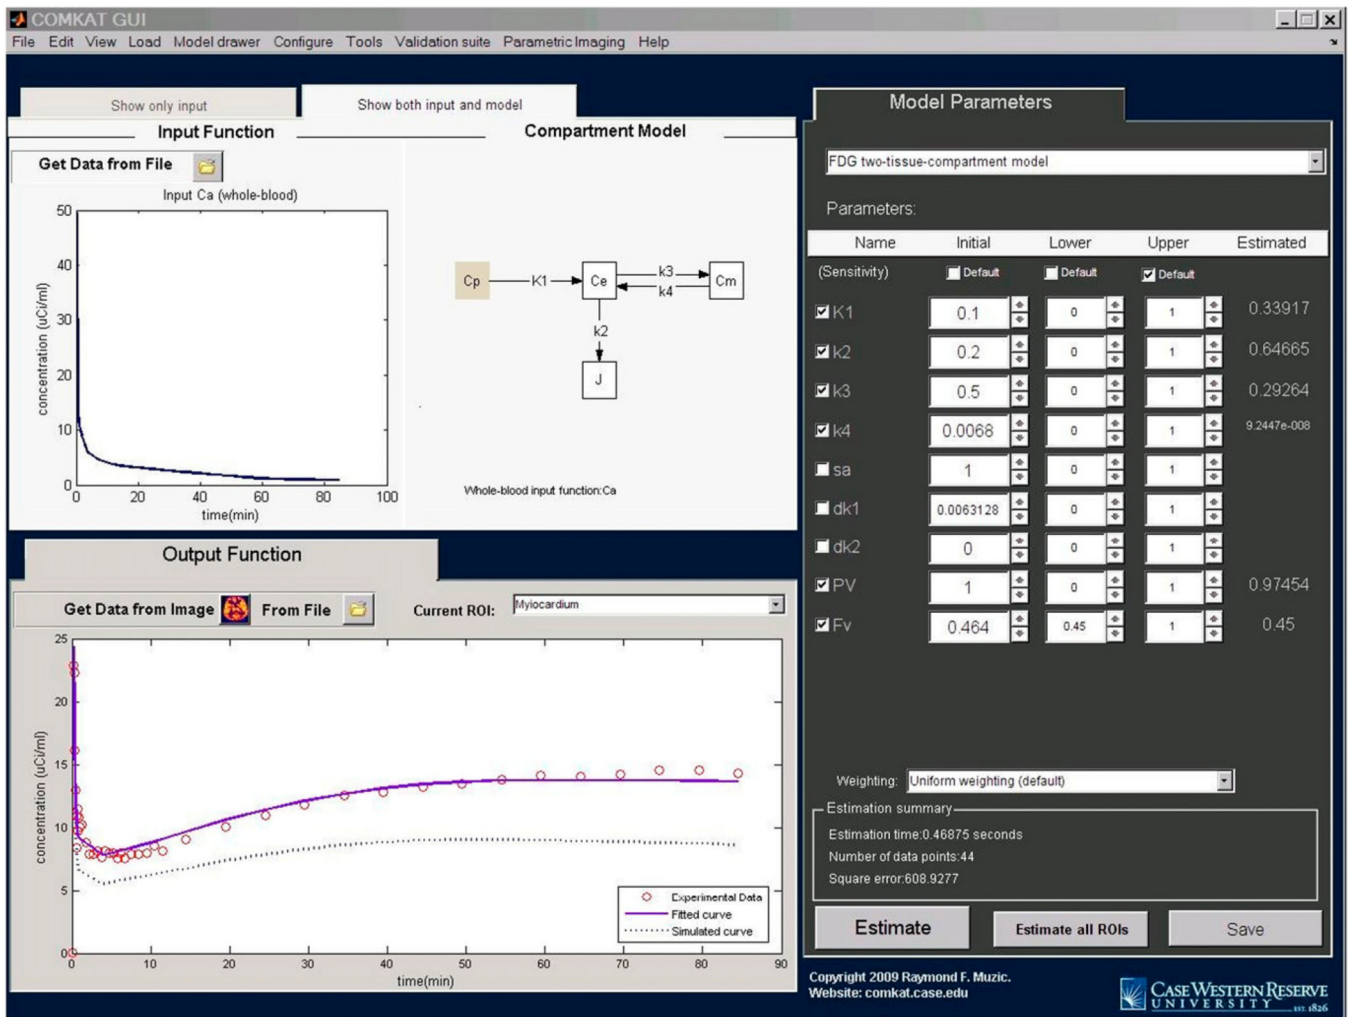 COMKAT GUI
File Edit View Load Model drawer Configure Tools Validation suite Parametric Imaging Help
Show only input
Show both input and model
Input Function
Compartment Model
Get Data from File
Input Ca (whole-blood)
50
40
30
20
10
0
concentration (uCi/ml)
0 20 40 60 80 100
time(min)
Cp
K1
Ce
k3
k4
Cm
k2
J
Whole-blood input function:Ca
Output Function
Get Data from Image From File Current ROI: Myiocardium
25
20
15
10
5
0
concentration (uCi/ml)
0 10 20 30 40 50 60 70 80 90
time(min)
Experimental Data
Fitted curve
Simulated curve
Model Parameters
FDG two-tissue-compartment model
Parameters:
Name Initial Lower Upper Estimated
(Sensitivity) Default Default Default
K1 0.1 0 1 0.33917
k2 0.2 0 1 0.64665
k3 0.5 0 1 0.29264
k4 0.0068 0 1 9.2447e-008
sa 1 0 1
dk1 0.0063128 0 1
dk2 0 0 1
PV 1 0 1 0.97454
Fv 0.464 0.45 1 0.45
Weighting: Uniform weighting (default)
Estimation summary
Estimation time:0.46875 seconds
Number of data points:44
Square error:608.9277
Estimate Estimate all ROIs Save
Copyright 2009 Raymond F. Muzic.
Website: comkat.case.edu
CASE WESTERN RESERVE
UNIVERSITY EST. 1826